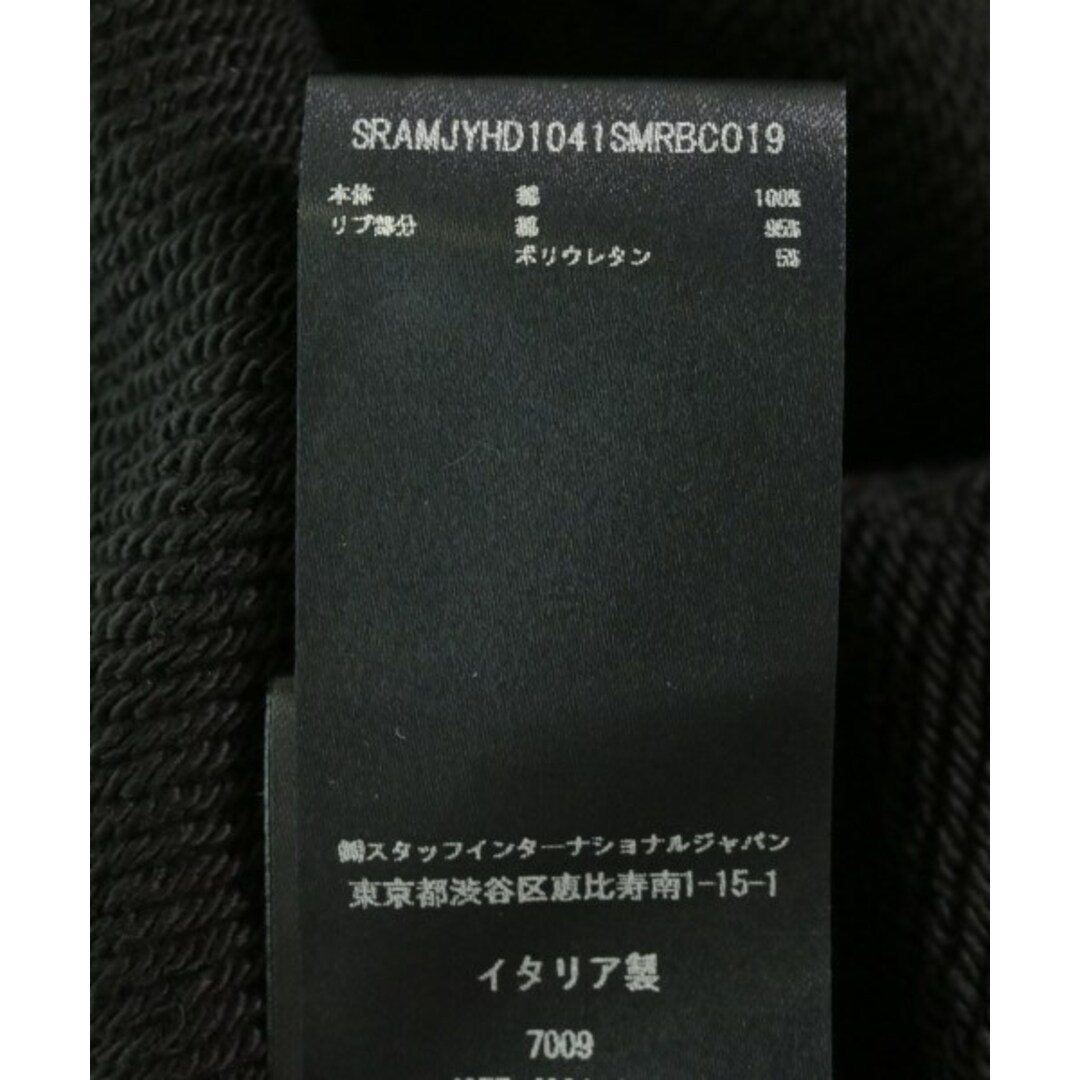 SRAMJYHD1041SMRBC019
本体 綿 100%
リブ部分 綿 95%
ポリウレタン 5%
㈱スタッフインターナショナルジャパン
東京都渋谷区恵比寿南1-15-1
イタリア製
7009